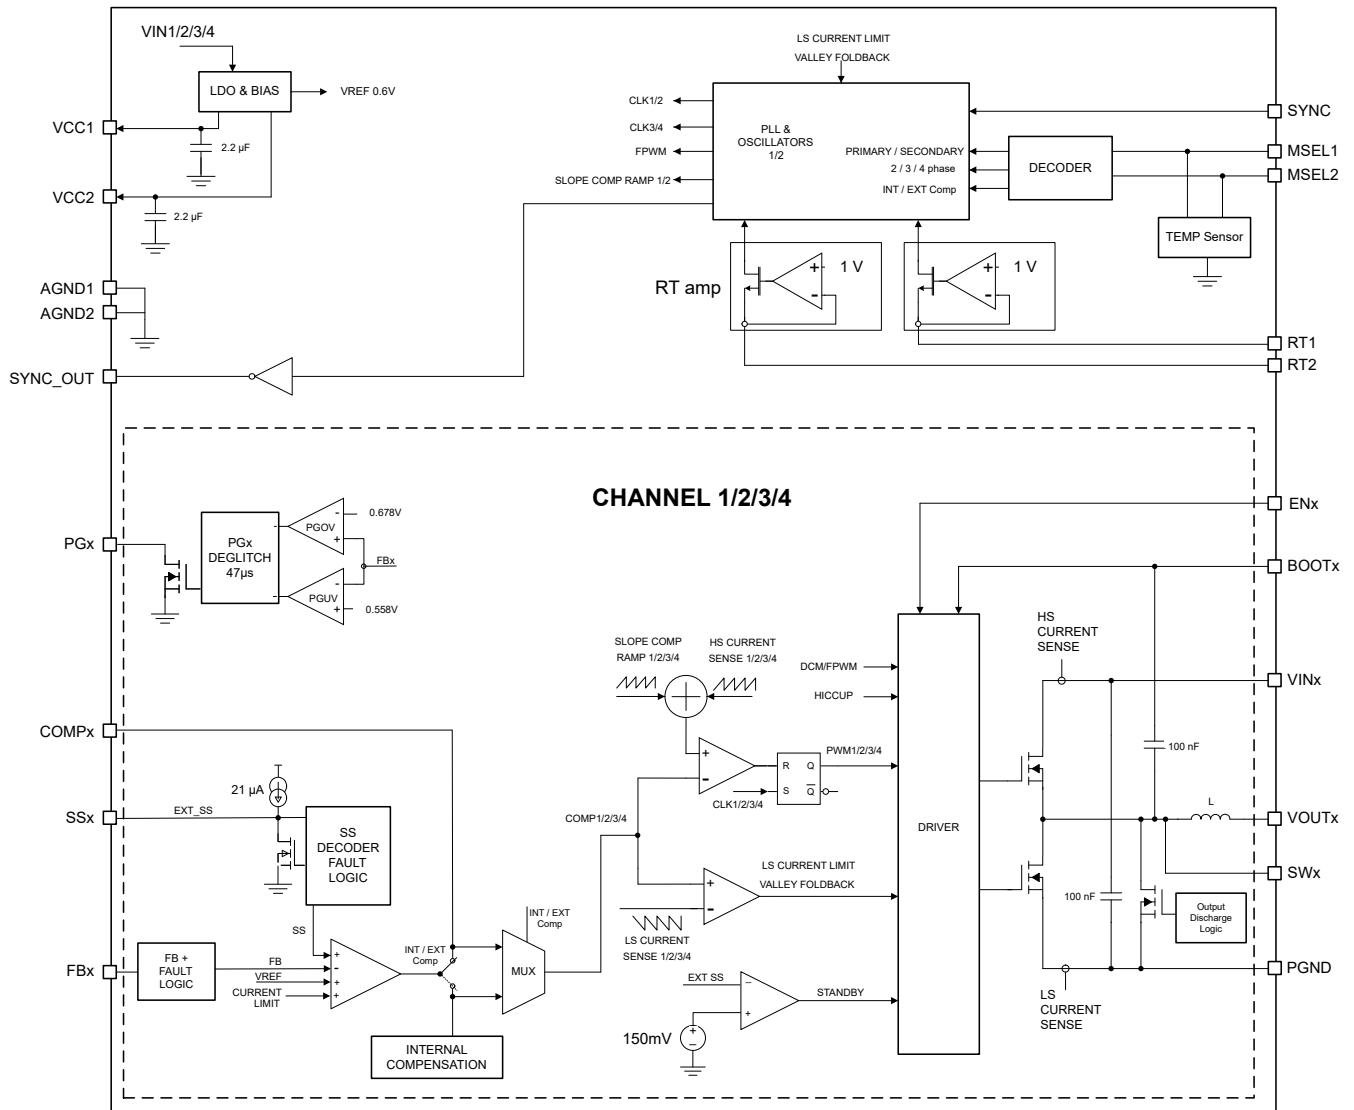 VIN1/2/3/4
LDO & BIAS
VREF 0.6V
VCC1
2.2 µF
VCC2
2.2 µF
AGND1
AGND2
SYNC_OUT
LS CURRENT LIMIT
VALLEY FOLDBACK
CLK1/2
CLK3/4
FPWM
SLOPE COMP RAMP 1/2
PLL &
OSCILLATORS
1/2
PRIMARY / SECONDARY
2 / 3 / 4 phase
INT / EXT Comp
DECODER
SYNC
MSEL1
MSEL2
TEMP Sensor
RT amp
+
-
1 V
+
-
1 V
RT1
RT2
CHANNEL 1/2/3/4
PGx
PGx
DEGLITCH
47µs
-
-
PGOV
-
+
0.678V
FBx
PGUV
-
+
0.558V
COMPx
SSx
21 µA
EXT_SS
SS
DECODER
FAULT
LOGIC
SS
FBx
FB +
FAULT
LOGIC
FB
VREF
CURRENT
LIMIT
+
-
+
+
INT / EXT
Comp
INTERNAL
COMPENSATION
INT / EXT
Comp
MUX
COMP1/2/3/4
SLOPE COMP
RAMP 1/2/3/4
HS CURRENT
SENSE 1/2/3/4
+
-
R
Q
S
Q
CLK1/2/3/4
PWM1/2/3/4
DCM/FPWM
HICCUP
+
-
LS CURRENT LIMIT
VALLEY FOLDBACK
LS CURRENT
SENSE 1/2/3/4
EXT SS
-
+
STANDBY
150mV
+
-
DRIVER
ENx
BOOTx
HS
CURRENT
SENSE
VINx
100 nF
L
VOUTx
SWx
100 nF
Output
Discharge
Logic
PGND
LS
CURRENT
SENSE